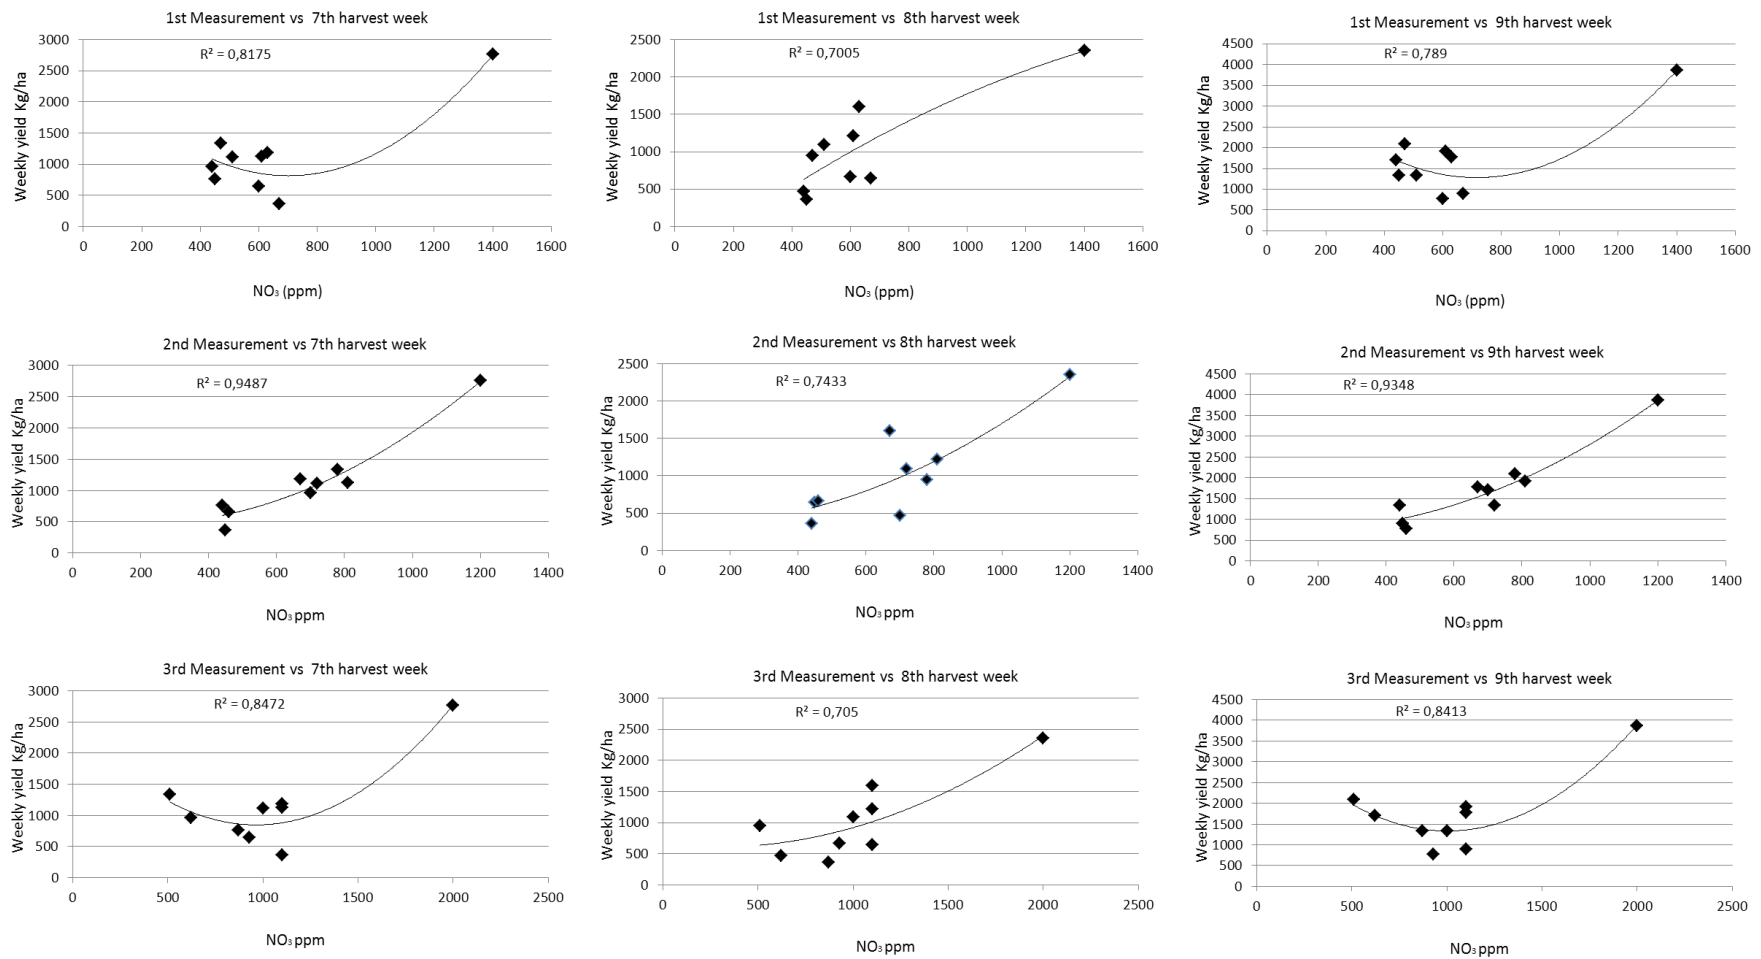 1st Measurement vs 7th harvest week
R² = 0,8175
Weekly yield Kg/ha
3000
2500
2000
1500
1000
500
0
0 200 400 600 800 1000 1200 1400 1600
NO₃ (ppm)
1st Measurement vs 8th harvest week
R² = 0,7005
Weekly yield Kg/ha
2500
2000
1500
1000
500
0
0 200 400 600 800 1000 1200 1400 1600
NO₃ (ppm)
1st Measurement vs 9th harvest week
R² = 0,789
Weekly yield Kg/ha
4500
4000
3500
3000
2500
2000
1500
1000
500
0
0 200 400 600 800 1000 1200 1400 1600
NO₃ (ppm)
2nd Measurement vs 7th harvest week
R² = 0,9487
Weekly yield Kg/ha
3000
2500
2000
1500
1000
500
0
0 200 400 600 800 1000 1200 1400
NO₃ ppm
2nd Measurement vs 8th harvest week
R² = 0,7433
Weekly yield Kg/ha
2500
2000
1500
1000
500
0
0 200 400 600 800 1000 1200 1400
NO₃ ppm
2nd Measurement vs 9th harvest week
R² = 0,9348
Weekly yield Kg/ha
4500
4000
3500
3000
2500
2000
1500
1000
500
0
0 200 400 600 800 1000 1200 1400
NO₃ ppm
3rd Measurement vs 7th harvest week
R² = 0,8472
Weekly yield Kg/ha
3000
2500
2000
1500
1000
500
0
0 500 1000 1500 2000 2500
NO₃ ppm
3rd Measurement vs 8th harvest week
R² = 0,705
Weekly yield Kg/ha
3000
2500
2000
1500
1000
500
0
0 500 1000 1500 2000 2500
NO₃ ppm
3rd Measurement vs 9th harvest week
R² = 0,8413
Weekly yield Kg/ha
4500
4000
3500
3000
2500
2000
1500
1000
500
0
0 500 1000 1500 2000 2500
NO₃ ppm